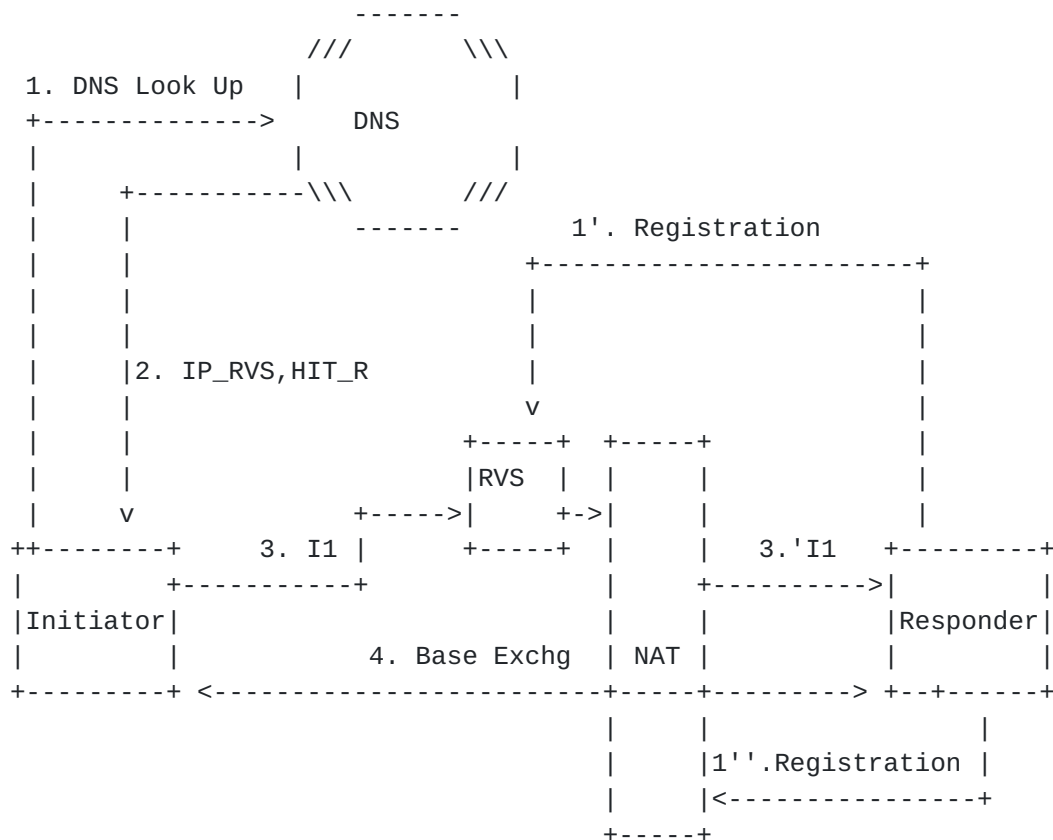 1. DNS Look Up
DNS
1'. Registration
2. IP_RVS,HIT_R
RVS
3. I1
3.'I1
Initiator
Responder
4. Base Exchg
NAT
1''.Registration